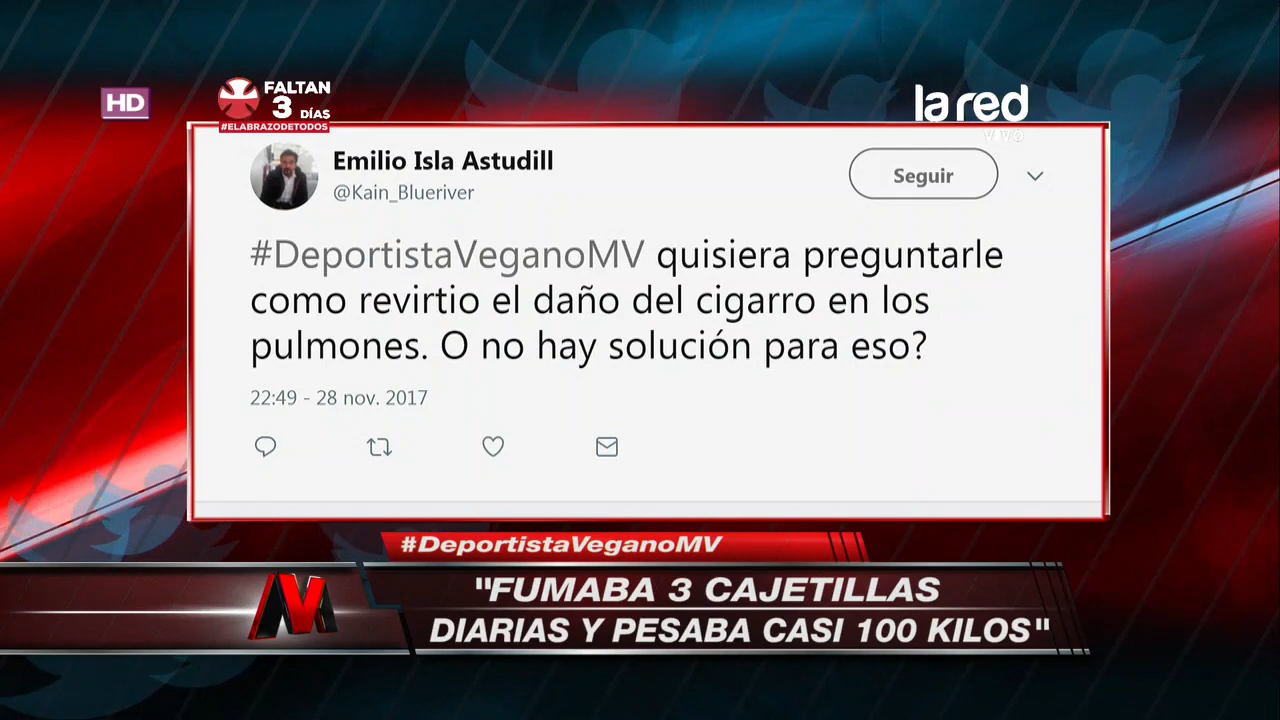 HD
FALTAN
3 DÍAS
#ELABRAZODETODOS
la red
VIVO
Emilio Isla Astudill
@Kain_Blueriver
Seguir
#DeportistaVeganoMV quisiera preguntarle
como revirtio el daño del cigarro en los
pulmones. O no hay solución para eso?
22:49 - 28 nov. 2017
#DeportistaVeganoMV
MV
"FUMABA 3 CAJETILLAS
DIARIAS Y PESABA CASI 100 KILOS"